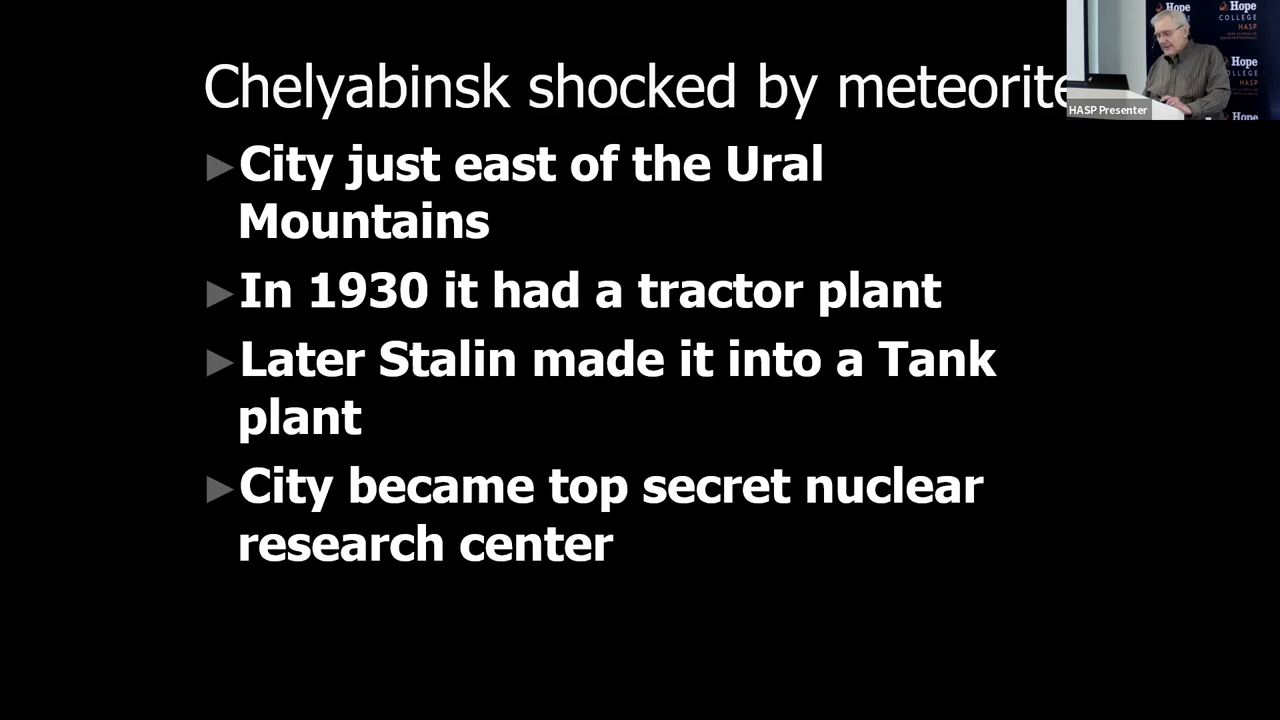 Chelyabinsk shocked by meteorite
►City just east of the Ural
Mountains
►In 1930 it had a tractor plant
►Later Stalin made it into a Tank
plant
►City became top secret nuclear
research center
Hope
COLLEGE
HASP
Hope
COLLEGE
HASP
Hope
HASP Presenter